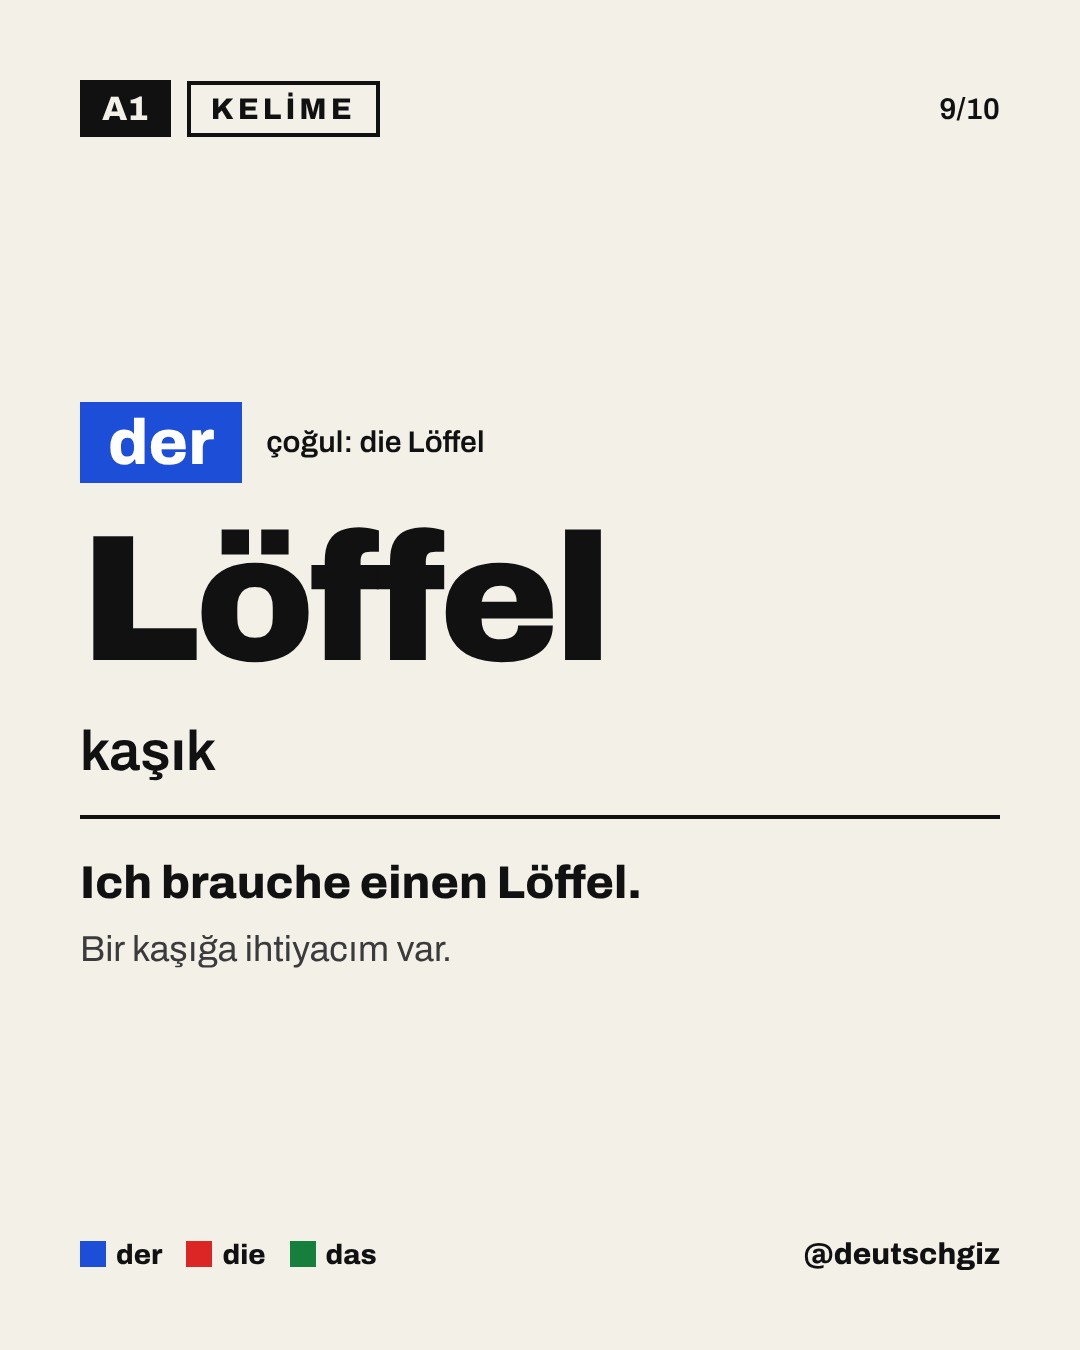 A1 KELİME 9/10
der çoğul: die Löffel
Löffel
kaşık
Ich brauche einen Löffel.
Bir kaşığa ihtiyacım var.
der die das @deutschgiz